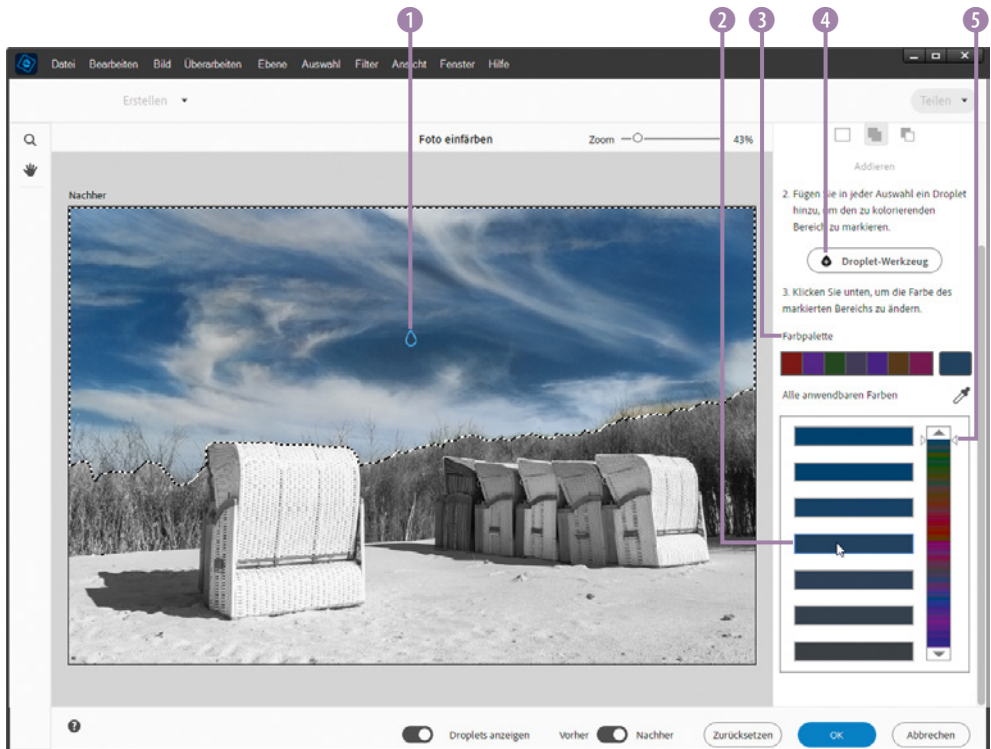 1 2 3 4 5
Datei Bearbeiten Bild Überarbeiten Ebene Auswahl Filter Ansicht Fenster Hilfe
Erstellen Teilen
Foto einfärben Zoom 43%
Addieren
Nachher
2. Fügen Sie in jeder Auswahl ein Droplet
hinzu, um den zu kolorierenden
Bereich zu markieren.
Droplet-Werkzeug
3. Klicken Sie unten, um die Farbe des
markierten Bereichs zu ändern.
Farbpalette
Alle anwendbaren Farben
? Droplets anzeigen Vorher Nachher Zurücksetzen OK Abbrechen